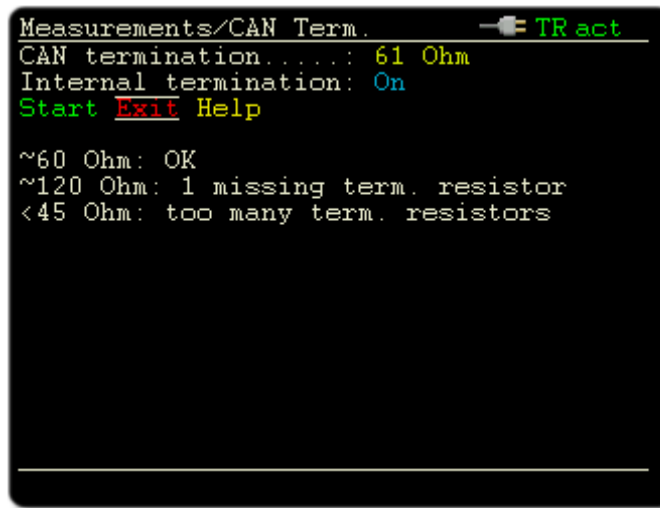 Measurements/CAN Term. TR act
CAN termination.....: 61 Ohm
Internal termination: On
Start Exit Help
~60 Ohm: OK
~120 Ohm: 1 missing term. resistor
<45 Ohm: too many term. resistors